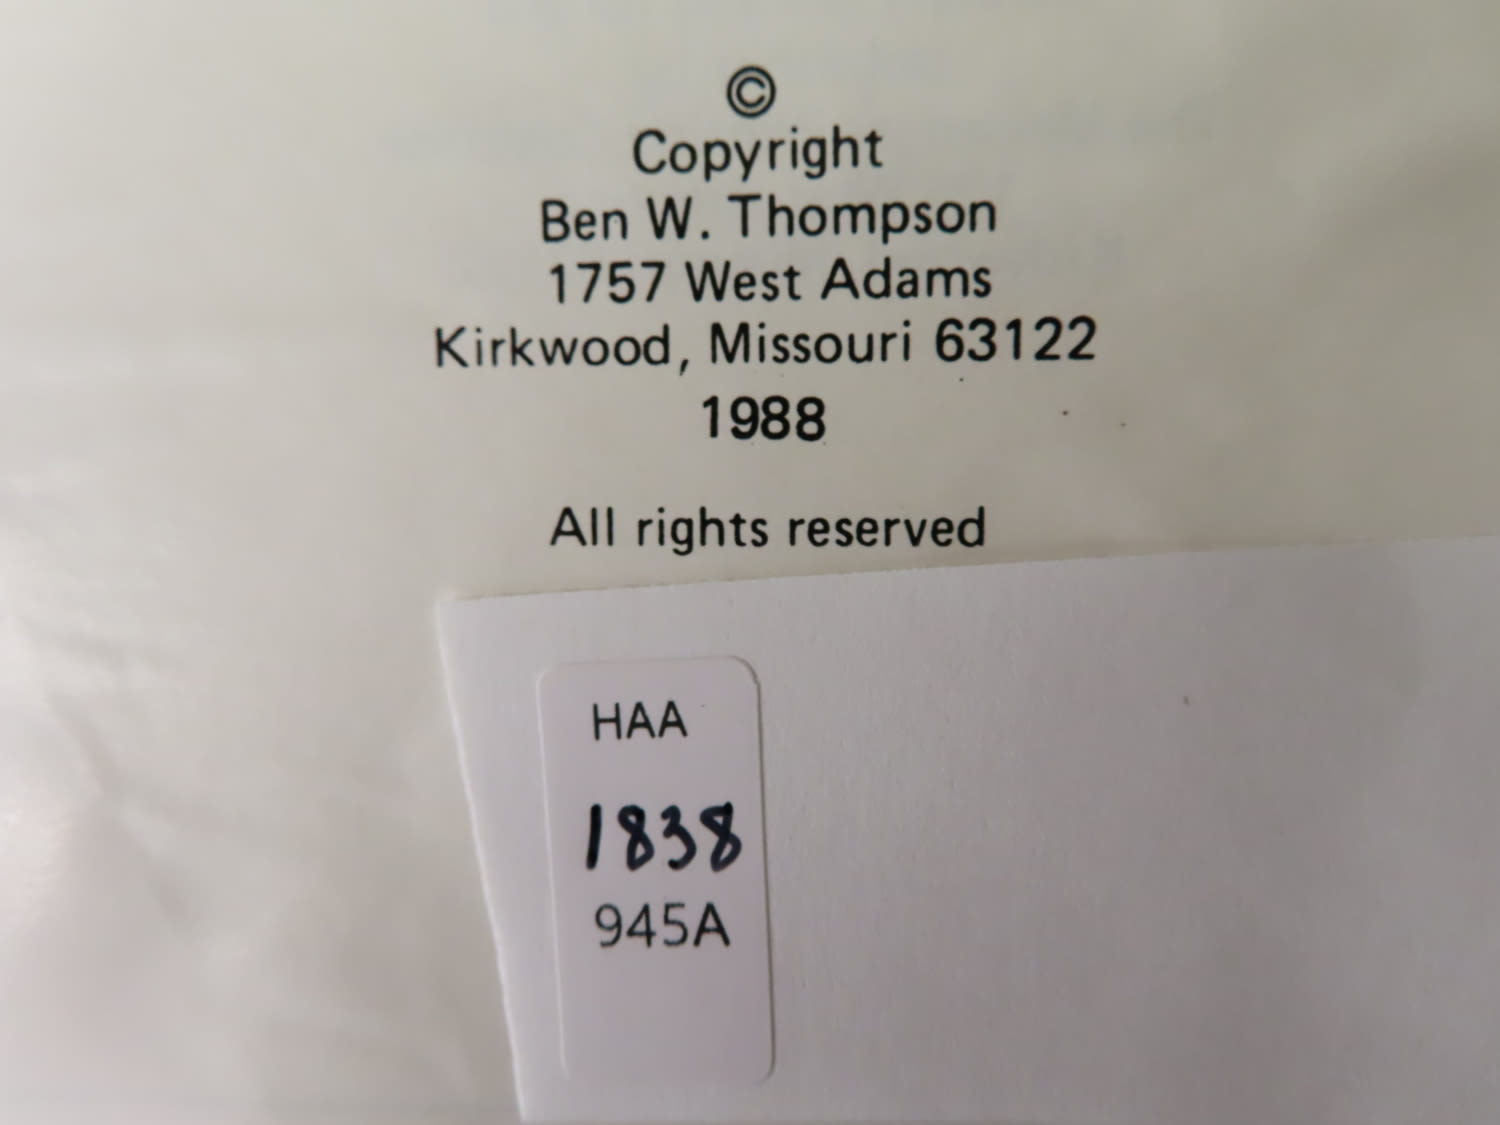 ©
Copyright
Ben W. Thompson
1757 West Adams
Kirkwood, Missouri 63122
1988
All rights reserved
HAA
1838
945A